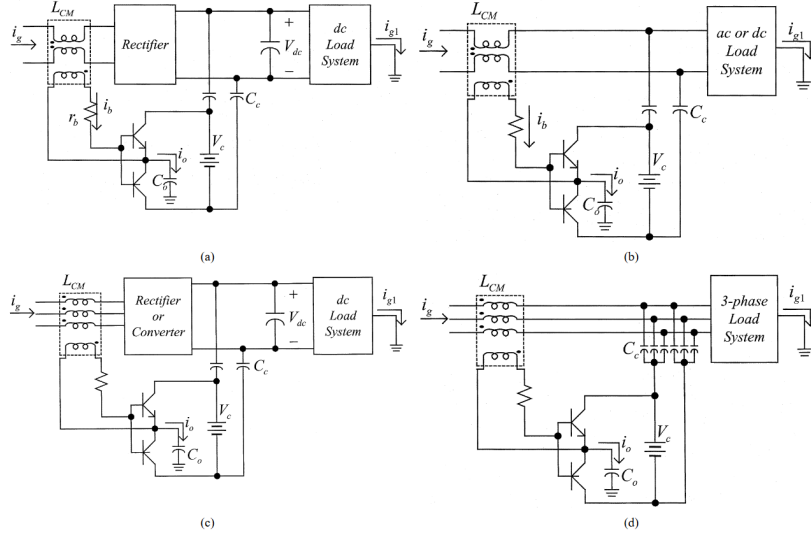 L_CM
i_g
Rectifier
+
V_dc
−
dc
Load
System
i_g1
r_b
i_b
C_c
V_c
i_o
C_o
(a)
L_CM
i_g
ac or dc
Load
System
i_g1
i_b
C_c
V_c
i_o
C_o
(b)
L_CM
i_g
Rectifier
or
Converter
+
V_dc
−
dc
Load
System
i_g1
C_c
V_c
i_o
C_o
(c)
L_CM
i_g
3-phase
Load
System
i_g1
C_c
V_c
i_o
C_o
(d)